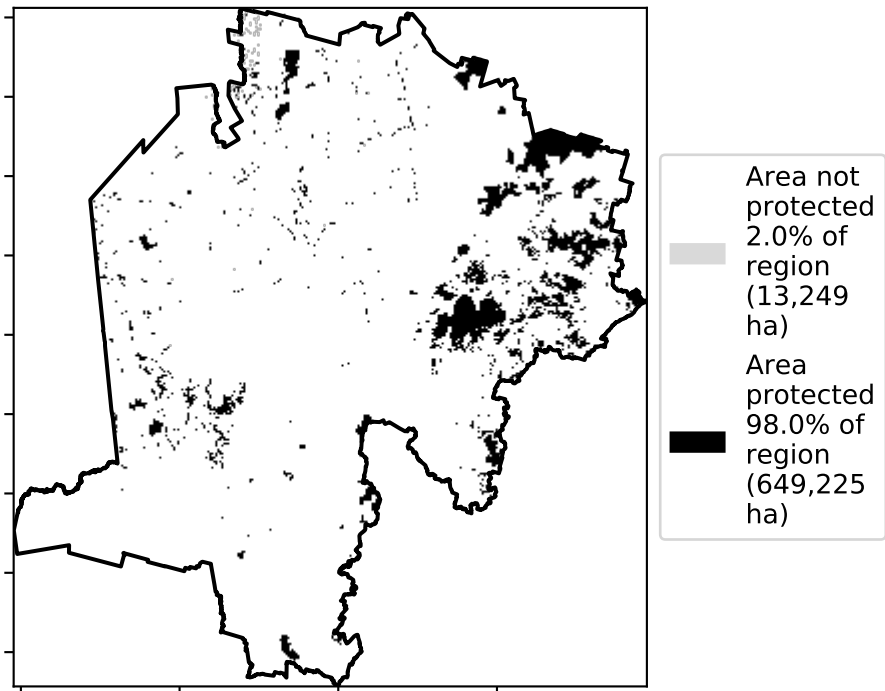 Area not
protected
2.0% of
region
(13,249
ha)
Area
protected
98.0% of
region
(649,225
ha)